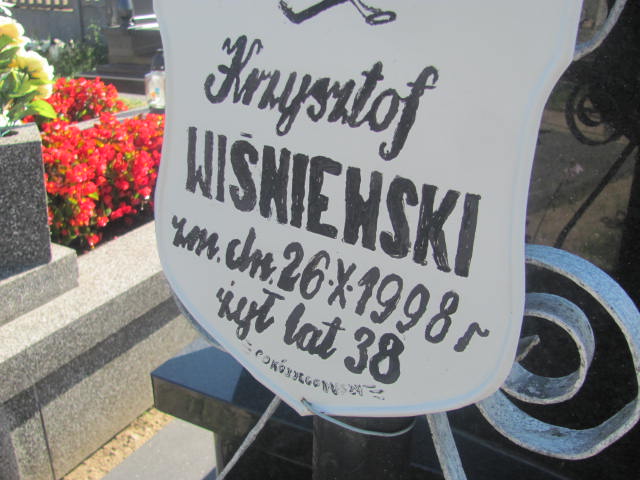 Krzysztof
WIŚNIEWSKI
zm. dn. 26.X.1998 r
żył lat 38